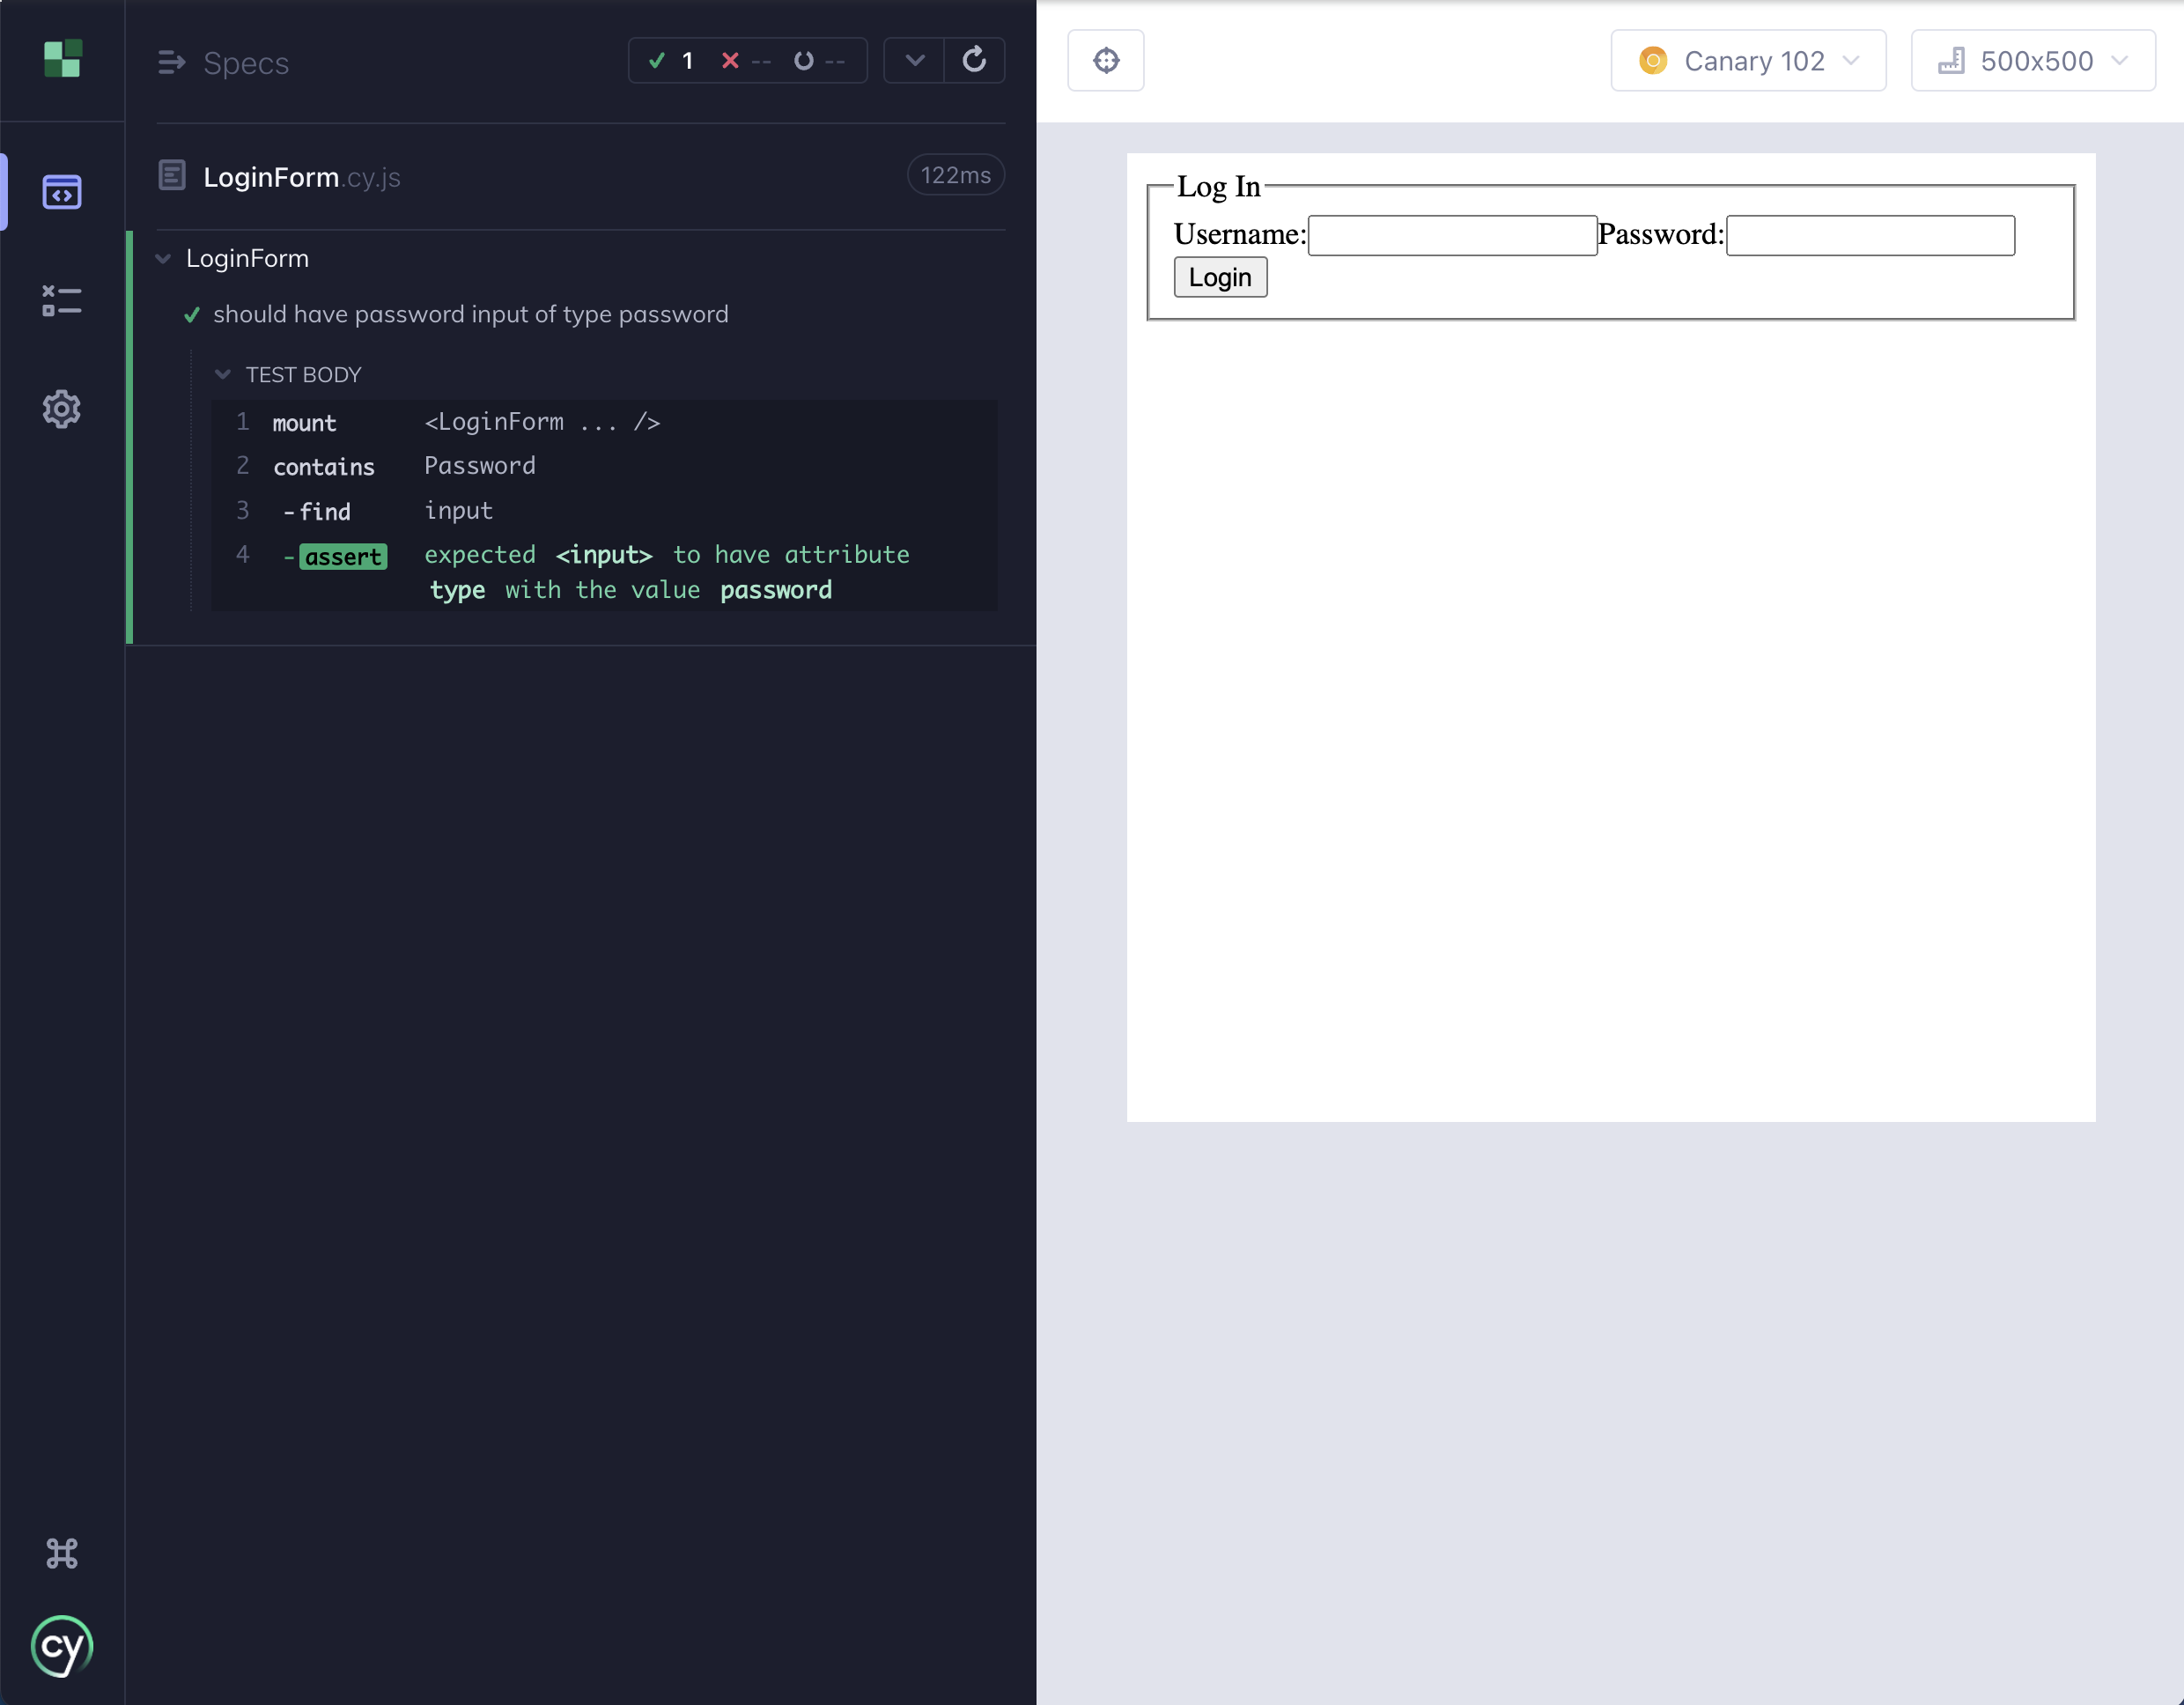 Specs
1 -- --
LoginForm.cy.js
122ms
LoginForm
should have password input of type password
TEST BODY
1 mount <LoginForm ... />
2 contains Password
3 -find input
4 -assert expected <input> to have attribute
type with the value password
cy
Canary 102
500x500
Log In
Username: Password:
Login